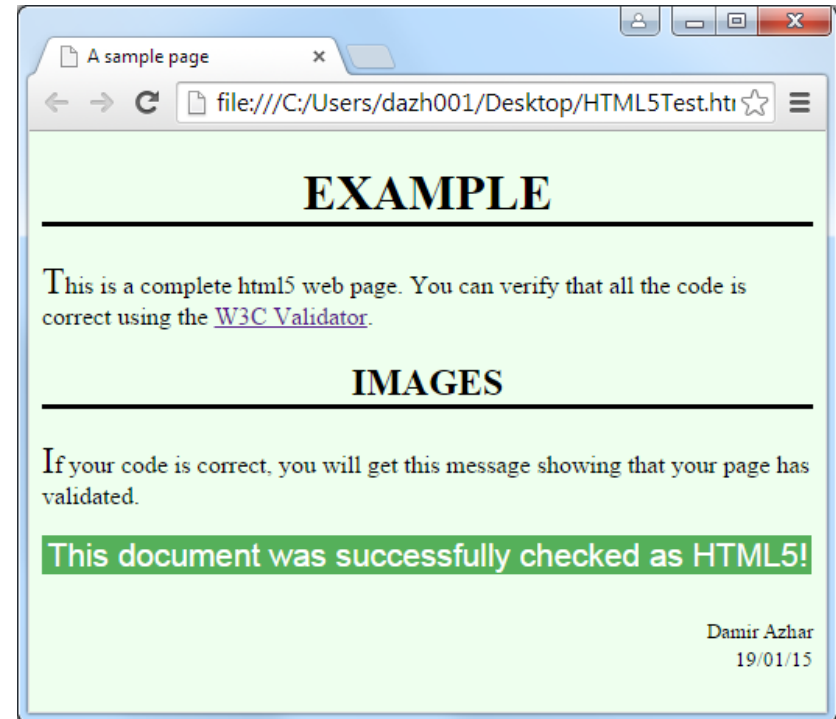 A sample page
file:///C:/Users/dazh001/Desktop/HTML5Test.htm
EXAMPLE
This is a complete html5 web page. You can verify that all the code is
correct using the W3C Validator.
IMAGES
If your code is correct, you will get this message showing that your page has
validated.
This document was successfully checked as HTML5!
Damir Azhar
19/01/15